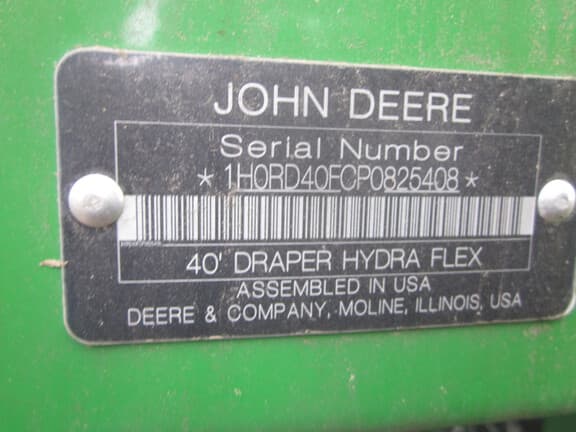 JOHN DEERE
Serial Number
* 1H0RD40FCP0825408 *
40' DRAPER HYDRA FLEX
ASSEMBLED IN USA
DEERE & COMPANY, MOLINE, ILLINOIS, USA